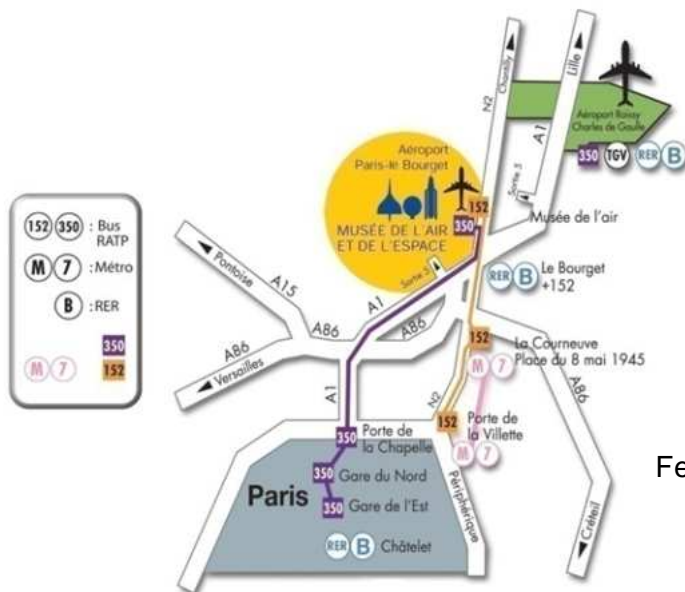 152 350 : Bus
RATP
M 7 : Métro
B : RER
350
M 7 152
Chantilly
N2
Lille
A1
Sortie 5
Aéroport Roissy
Charles de Gaulle
350 TGV RER B
Aéroport
Paris-le Bourget
152
350
MUSÉE DE L'AIR
ET DE L'ESPACE
Musée de l'air
Sortie 5
RER B Le Bourget
+152
Pontoise
A15
A1
A86
A86
A86
Versailles
A1
152
La Courneuve
Place du 8 mai 1945
M 7
A86
Créteil
N2
152 Porte de
la Villette
M 7
350 Porte de
la Chapelle
350 Gare du Nord
Paris
350 Gare de l'Est
RER B Châtelet
Périphérique
Fe